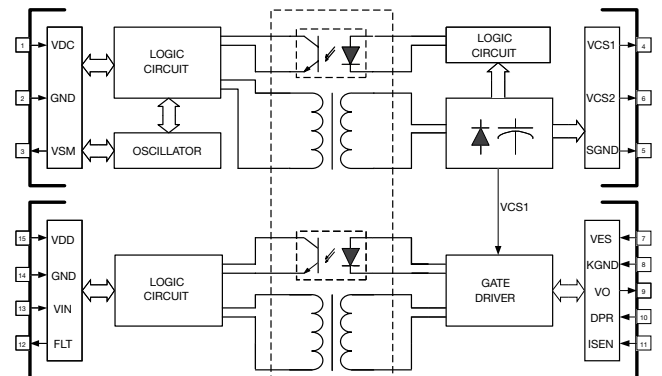 1
VDC
2
GND
3
VSM
LOGIC
CIRCUIT
OSCILLATOR
LOGIC
CIRCUIT
VCS1
4
VCS2
6
SGND
5
VCS1
15
VDD
14
GND
13
VIN
12
FLT
LOGIC
CIRCUIT
GATE
DRIVER
VES
7
KGND
8
VO
9
DPR
10
ISEN
11